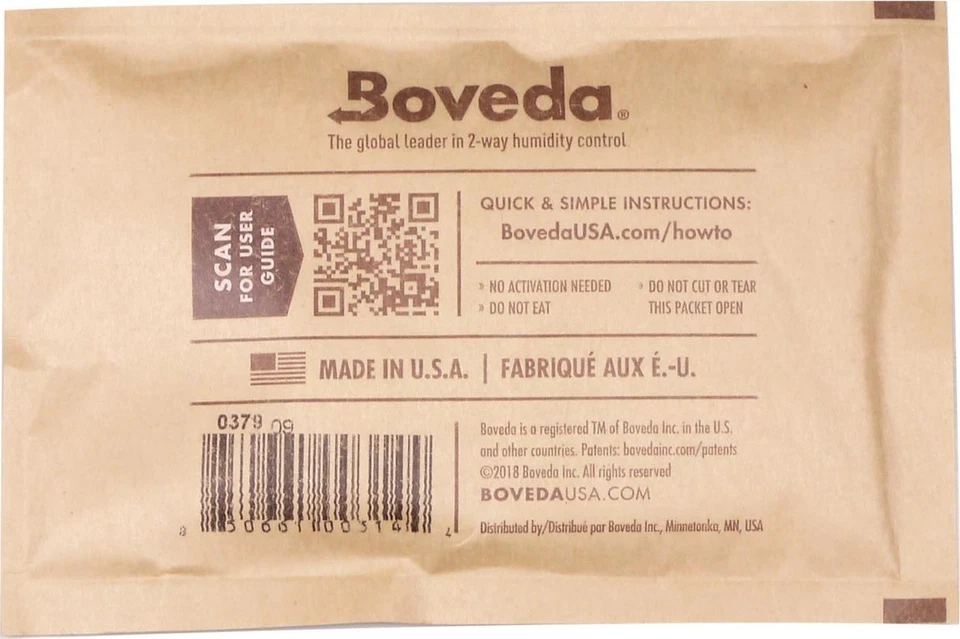 Boveda®
The global leader in 2-way humidity control
SCAN
FOR USER
GUIDE
QUICK & SIMPLE INSTRUCTIONS:
BovedaUSA.com/howto
» NO ACTIVATION NEEDED
» DO NOT EAT
» DO NOT CUT OR TEAR
THIS PACKET OPEN
MADE IN U.S.A. | FABRIQUÉ AUX É.-U.
0379 09
Boveda is a registered TM of Boveda Inc. in the U.S.
and other countries. Patents: bovedainc.com/patents
©2018 Boveda Inc. All rights reserved
BOVEDAUSA.COM
Distributed by/Distribué par Boveda Inc., Minnetonka, MN, USA